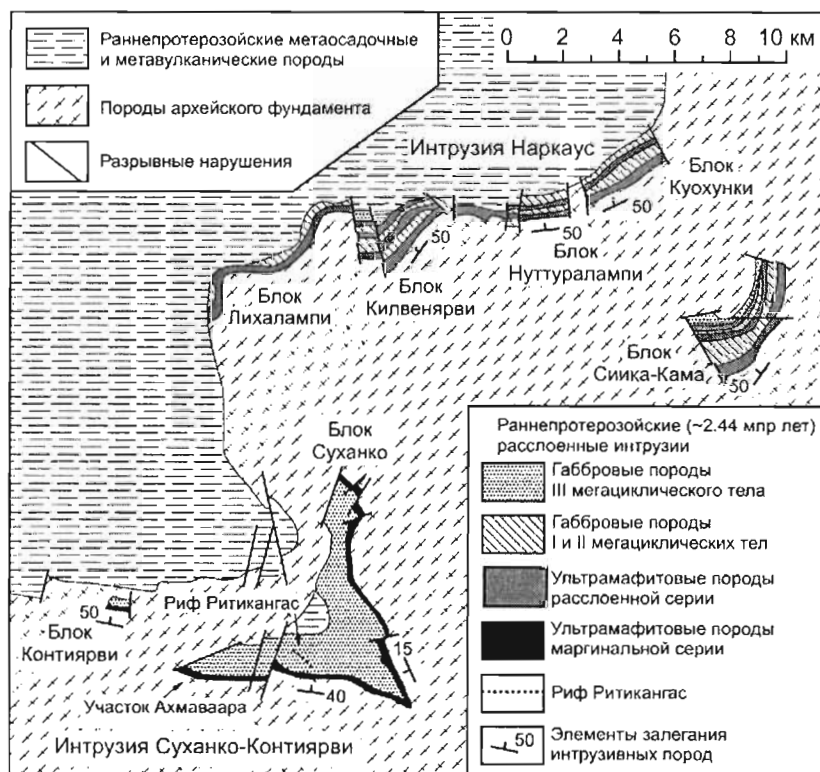 Раннепротерозойские метаосадочные
и метавулканические породы
Породы архейского фундамента
Разрывные нарушения
0 2 4 6 8 10 км
Интрузия Наркаус
Блок
Куохунки
50
50
Блок
Нуттуралампи
50
Блок
Килвенярви
Блок
Лихалампи
Блок
Сиика-Кама
50
Блок
Суханко
Риф Ритикангас
50
Блок
Контиярви
15
40
Участок Ахмаваара
Интрузия Суханко-Контиярви
Раннепротерозойские (~2.44 мпр лет)
расслоенные интрузии
Габбровые породы
III мегациклического тела
Габбровые породы
I и II мегациклических тел
Ультрамафитовые породы
расслоенной серии
Ультрамафитовые породы
маргинальной серии
Риф Ритикангас
50
Элементы залегания
интрузивных пород